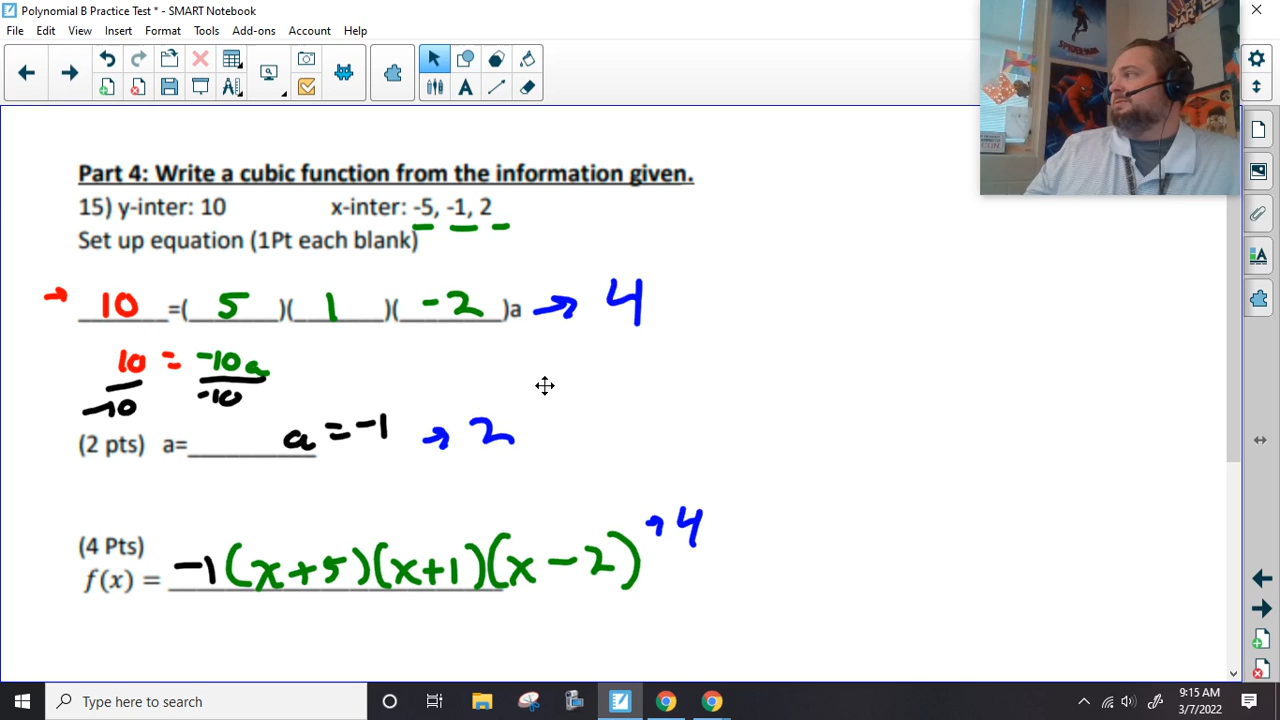 Polynomial B Practice Test * - SMART Notebook
File Edit View Insert Format Tools Add-ons Account Help
SPIDER-MAN
Part 4: Write a cubic function from the information given.
15) y-inter: 10 x-inter: -5, -1, 2
Set up equation (1Pt each blank)
→ 10 =( 5 )( 1 )( -2 )a → 4
10 = -10a
-10 -10
(2 pts) a=________ a = -1 → 2
(4 Pts) → 4
f(x) = -1(x+5)(x+1)(x-2)
Type here to search
9:15 AM
3/7/2022